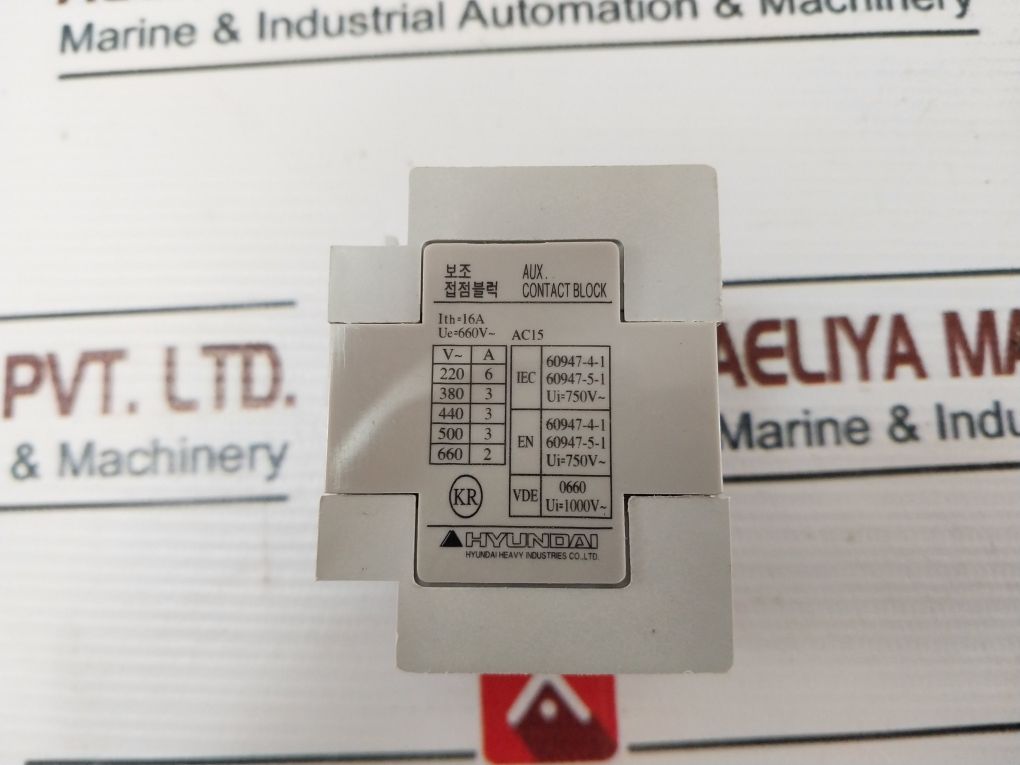 Marine & Industrial Automation & Machinery
PVT. LTD.
& Machinery
AELIYA MA
Marine & Indu
보조
접점블럭
AUX.
CONTACT BLOCK
Ith=16A
Ue=660V~
V~ A
220 6
380 3
440 3
500 3
660 2
AC15
IEC 60947-4-1
60947-5-1
Ui=750V~
EN 60947-4-1
60947-5-1
Ui=750V~
VDE 0660
Ui=1000V~
KR
HYUNDAI
HYUNDAI HEAVY INDUSTRIES CO.,LTD.